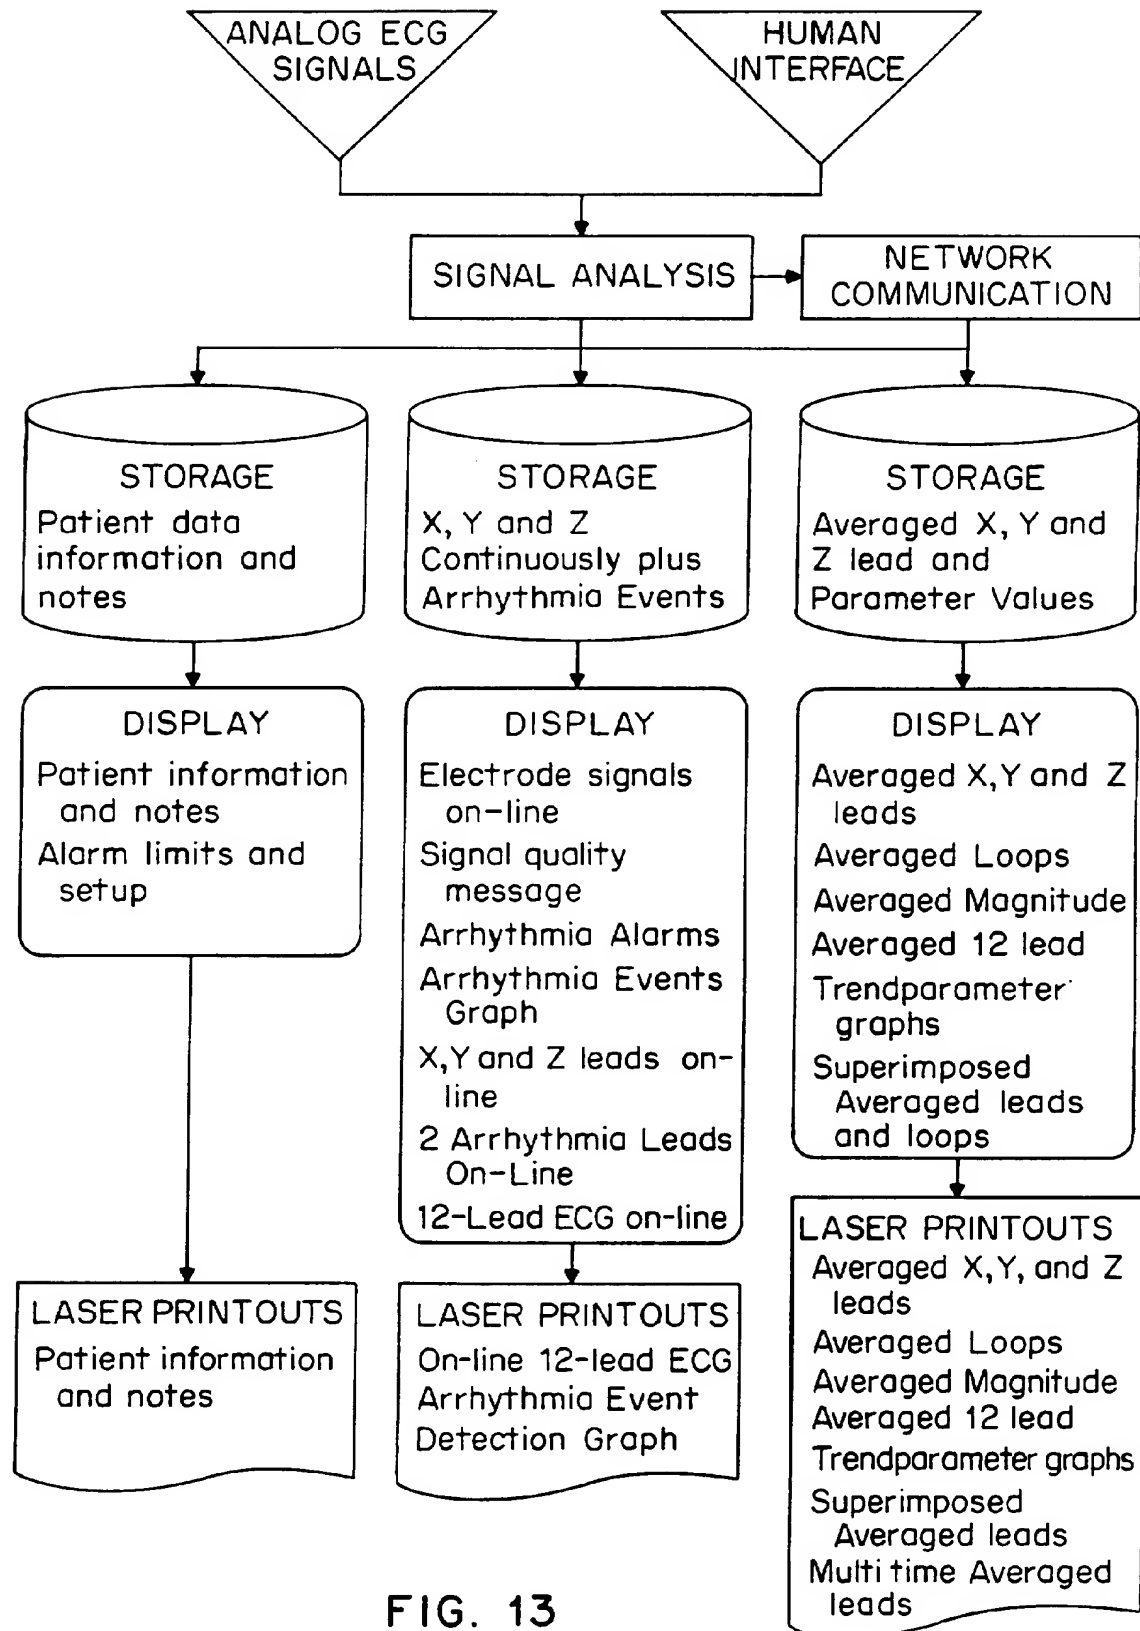 ANALOG ECG
SIGNALS
HUMAN
INTERFACE
SIGNAL ANALYSIS
NETWORK
COMMUNICATION
STORAGE
Patient data
information and
notes
STORAGE
X, Y and Z
Continuously plus
Arrhythmia Events
STORAGE
Averaged X, Y and
Z lead and
Parameter Values
DISPLAY
Patient information
and notes
Alarm limits and
setup
DISPLAY
Electrode signals
on-line
Signal quality
message
Arrhythmia Alarms
Arrhythmia Events
Graph
X, Y and Z leads on-
line
2 Arrhythmia Leads
On-Line
12-Lead ECG on-line
DISPLAY
Averaged X, Y and Z
leads
Averaged Loops
Averaged Magnitude
Averaged 12 lead
Trendparameter
graphs
Superimposed
Averaged leads
and loops
LASER PRINTOUTS
Patient information
and notes
LASER PRINTOUTS
On-line 12-lead ECG
Arrhythmia Event
Detection Graph
LASER PRINTOUTS
Averaged X, Y, and Z
leads
Averaged Loops
Averaged Magnitude
Averaged 12 lead
Trendparameter graphs
Superimposed
Averaged leads
Multi time Averaged
leads
FIG. 13